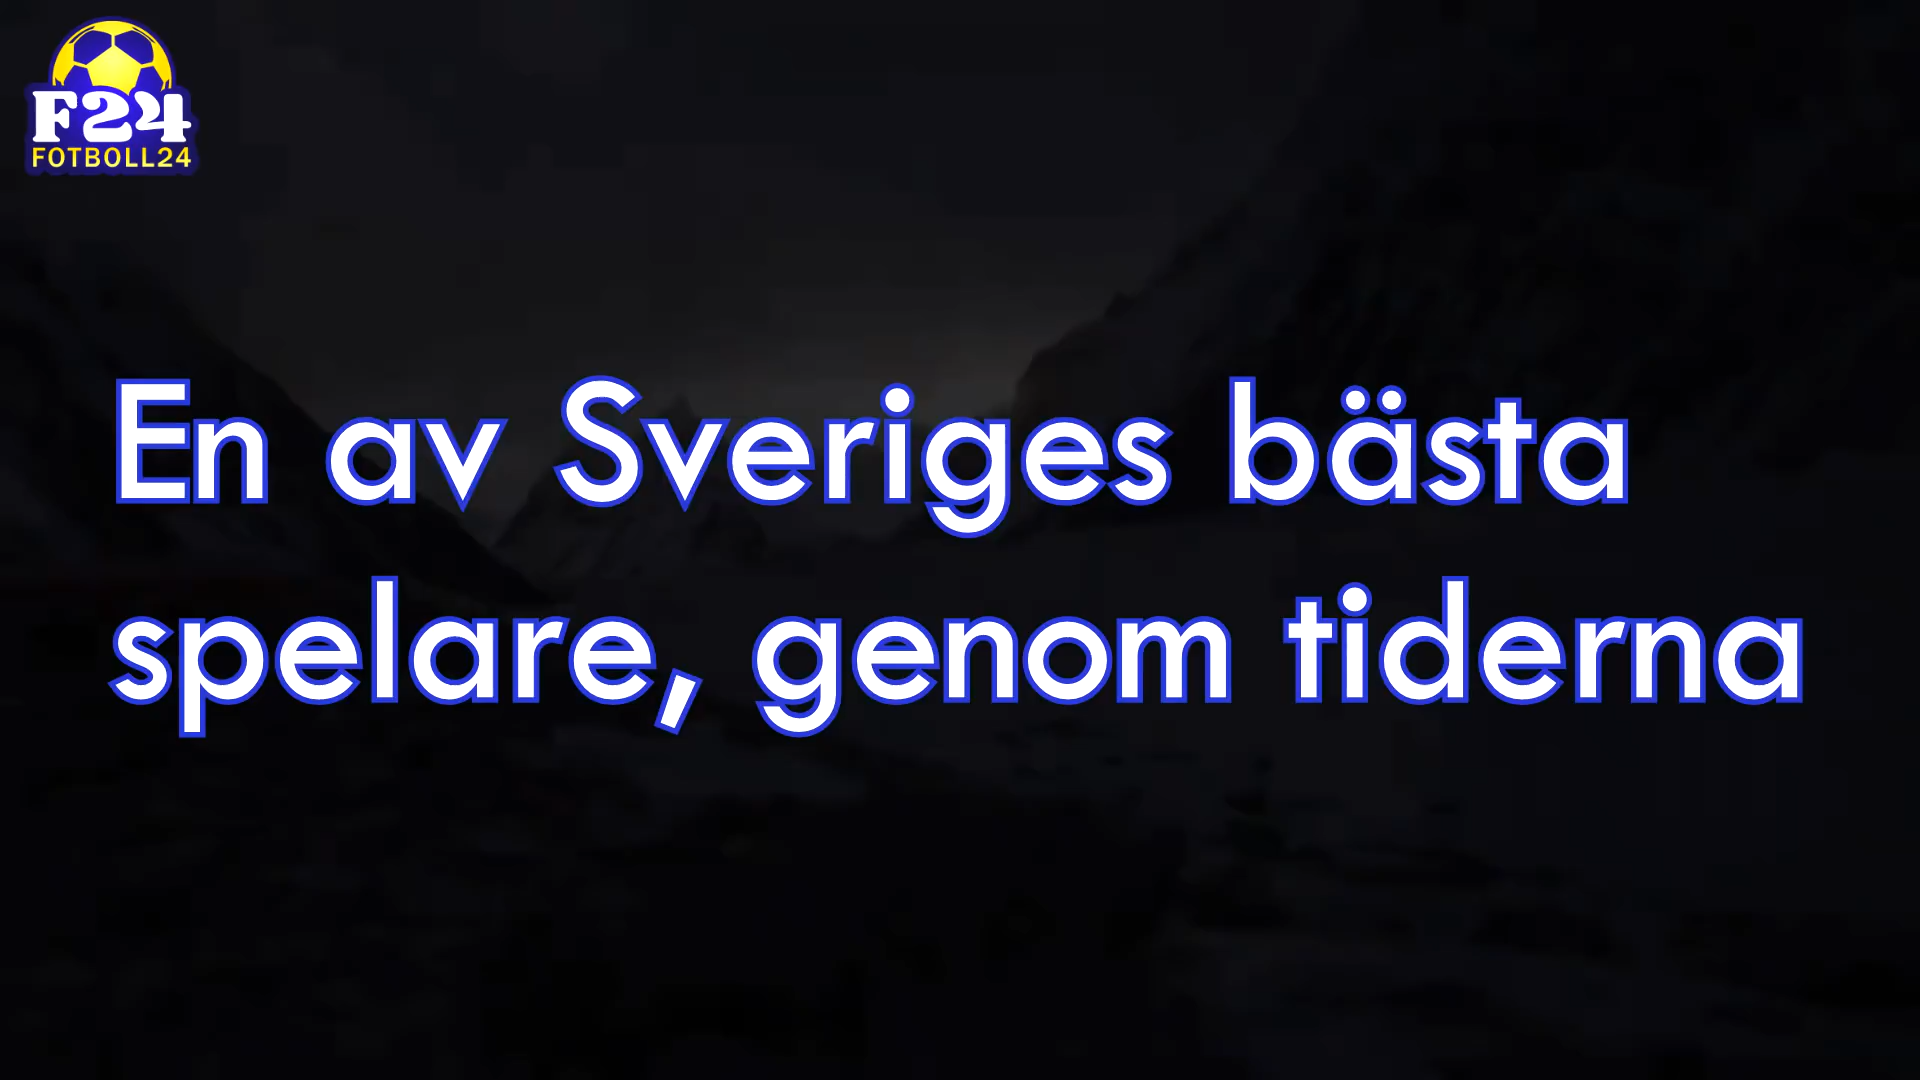 F24
FOTBOLL24
En av Sveriges bästa
spelare, genom tiderna